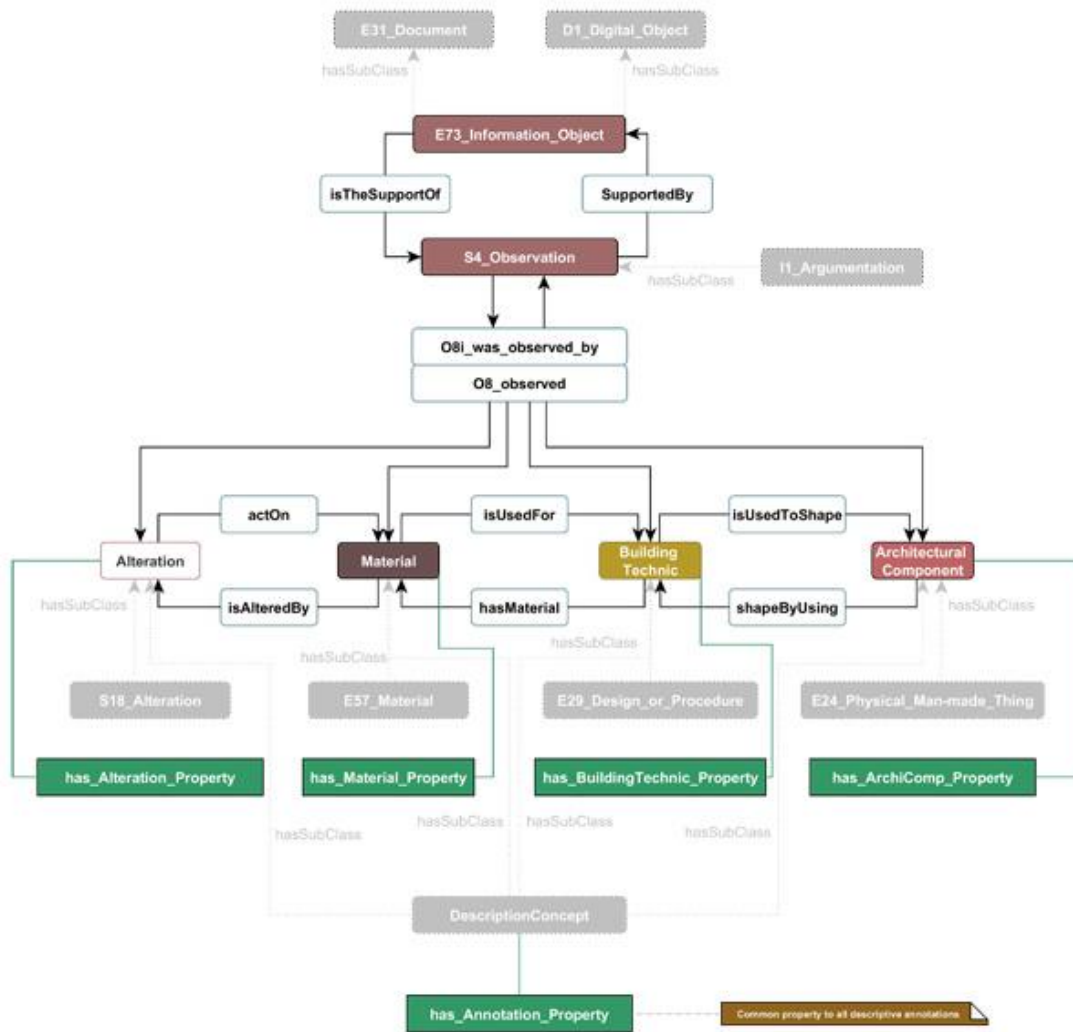 E31_Document
D1_Digital_Object
hasSubClass
hasSubClass
E73_Information_Object
isTheSupportOf
SupportedBy
S4_Observation
I1_Argumentation
hasSubClass
O8i_was_observed_by
O8_observed
actOn
isUsedFor
isUsedToShape
Alteration
Material
Building
Technic
Architectural
Component
hasSubClass
isAlteredBy
hasMaterial
shapeByUsing
hasSubClass
hasSubClass
hasSubClass
S18_Alteration
E57_Material
E29_Design_or_Procedure
E24_Physical_Man-made_Thing
has_Alteration_Property
has_Material_Property
has_BuildingTechnic_Property
has_ArchiComp_Property
hasSubClass
hasSubClass
hasSubClass
hasSubClass
DescriptionConcept
has_Annotation_Property
Common property to all descriptive annotations